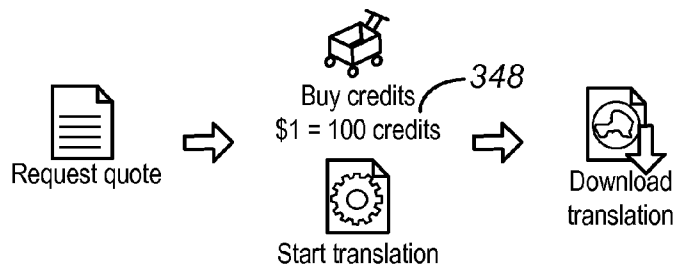 Request quote
Buy credits
$1 = 100 credits
348
Start translation
Download
translation